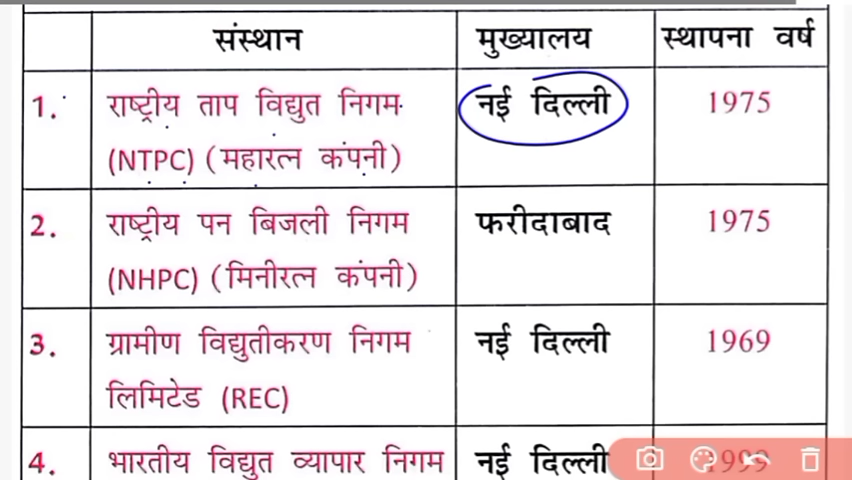 संस्थान मुख्यालय स्थापना वर्ष
1. राष्ट्रीय ताप विद्युत निगम नई दिल्ली 1975
(NTPC) (महारत्न कंपनी)
2. राष्ट्रीय पन बिजली निगम फरीदाबाद 1975
(NHPC) (मिनीरत्न कंपनी)
3. ग्रामीण विद्युतीकरण निगम नई दिल्ली 1969
लिमिटेड (REC)
4. भारतीय विद्युत व्यापार निगम नई दिल्ली 1999